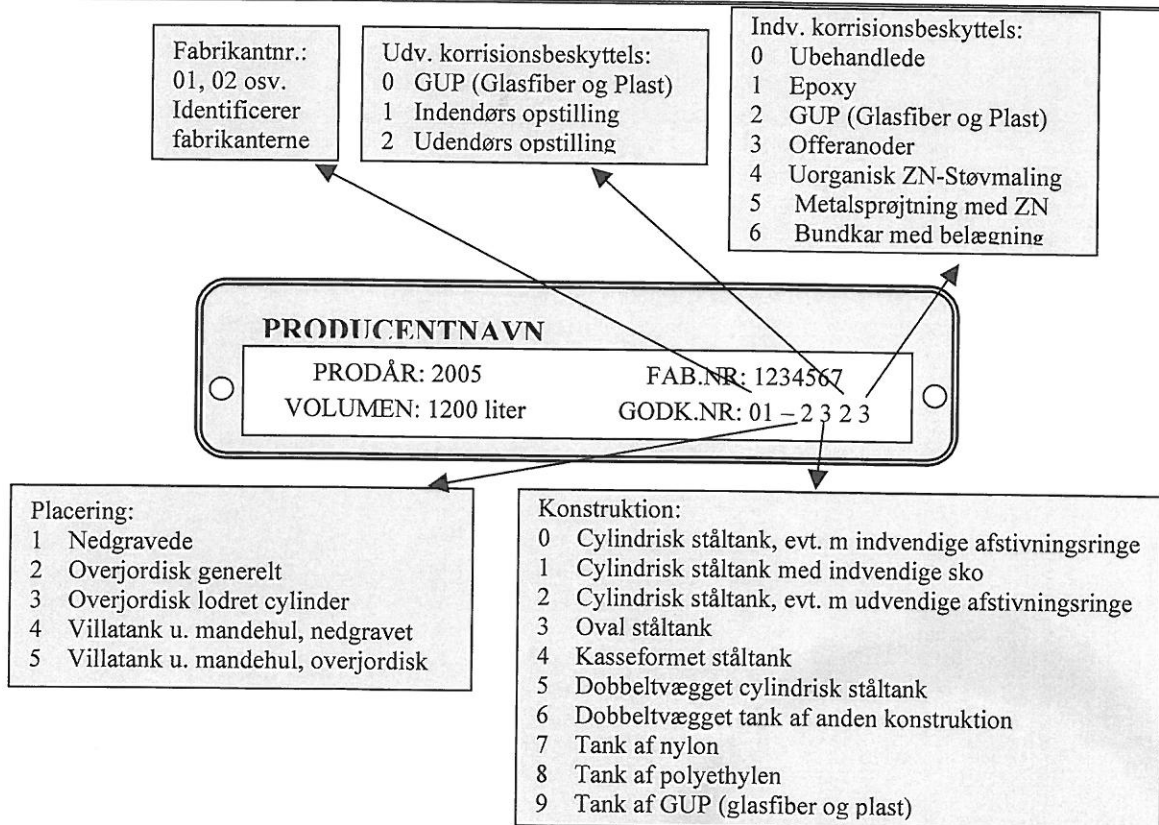 Fabrikantnr.:
01, 02 osv.
Identificerer
fabrikanterne
Udv. korrisionsbeskyttels:
0 GUP (Glasfiber og Plast)
1 Indendørs opstilling
2 Udendørs opstilling
Indv. korrisionsbeskyttels:
0 Ubehandlede
1 Epoxy
2 GUP (Glasfiber og Plast)
3 Offeranoder
4 Uorganisk ZN-Støvmaling
5 Metalsprøjtning med ZN
6 Bundkar med belægning
PRODUCENTNAVN
PRODÅR: 2005 FAB.NR: 1234567
VOLUMEN: 1200 liter GODK.NR: 01 – 2 3 2 3
Placering:
1 Nedgravede
2 Overjordisk generelt
3 Overjordisk lodret cylinder
4 Villatank u. mandehul, nedgravet
5 Villatank u. mandehul, overjordisk
Konstruktion:
0 Cylindrisk ståltank, evt. m indvendige afstivningsringe
1 Cylindrisk ståltank med indvendige sko
2 Cylindrisk ståltank, evt. m udvendige afstivningsringe
3 Oval ståltank
4 Kasseformet ståltank
5 Dobbeltvægget cylindrisk ståltank
6 Dobbeltvægget tank af anden konstruktion
7 Tank af nylon
8 Tank af polyethylen
9 Tank af GUP (glasfiber og plast)